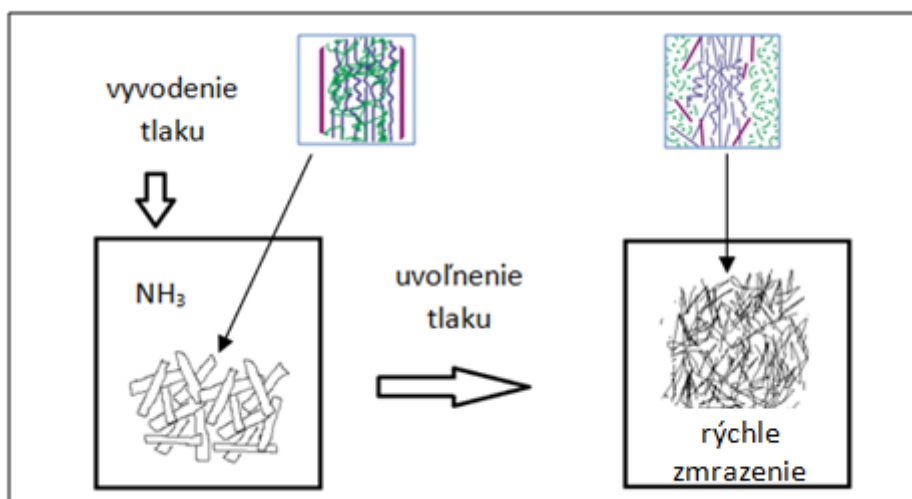 vyvodenie
tlaku
NH₃
uvoľnenie
tlaku
rýchle
zmrazenie